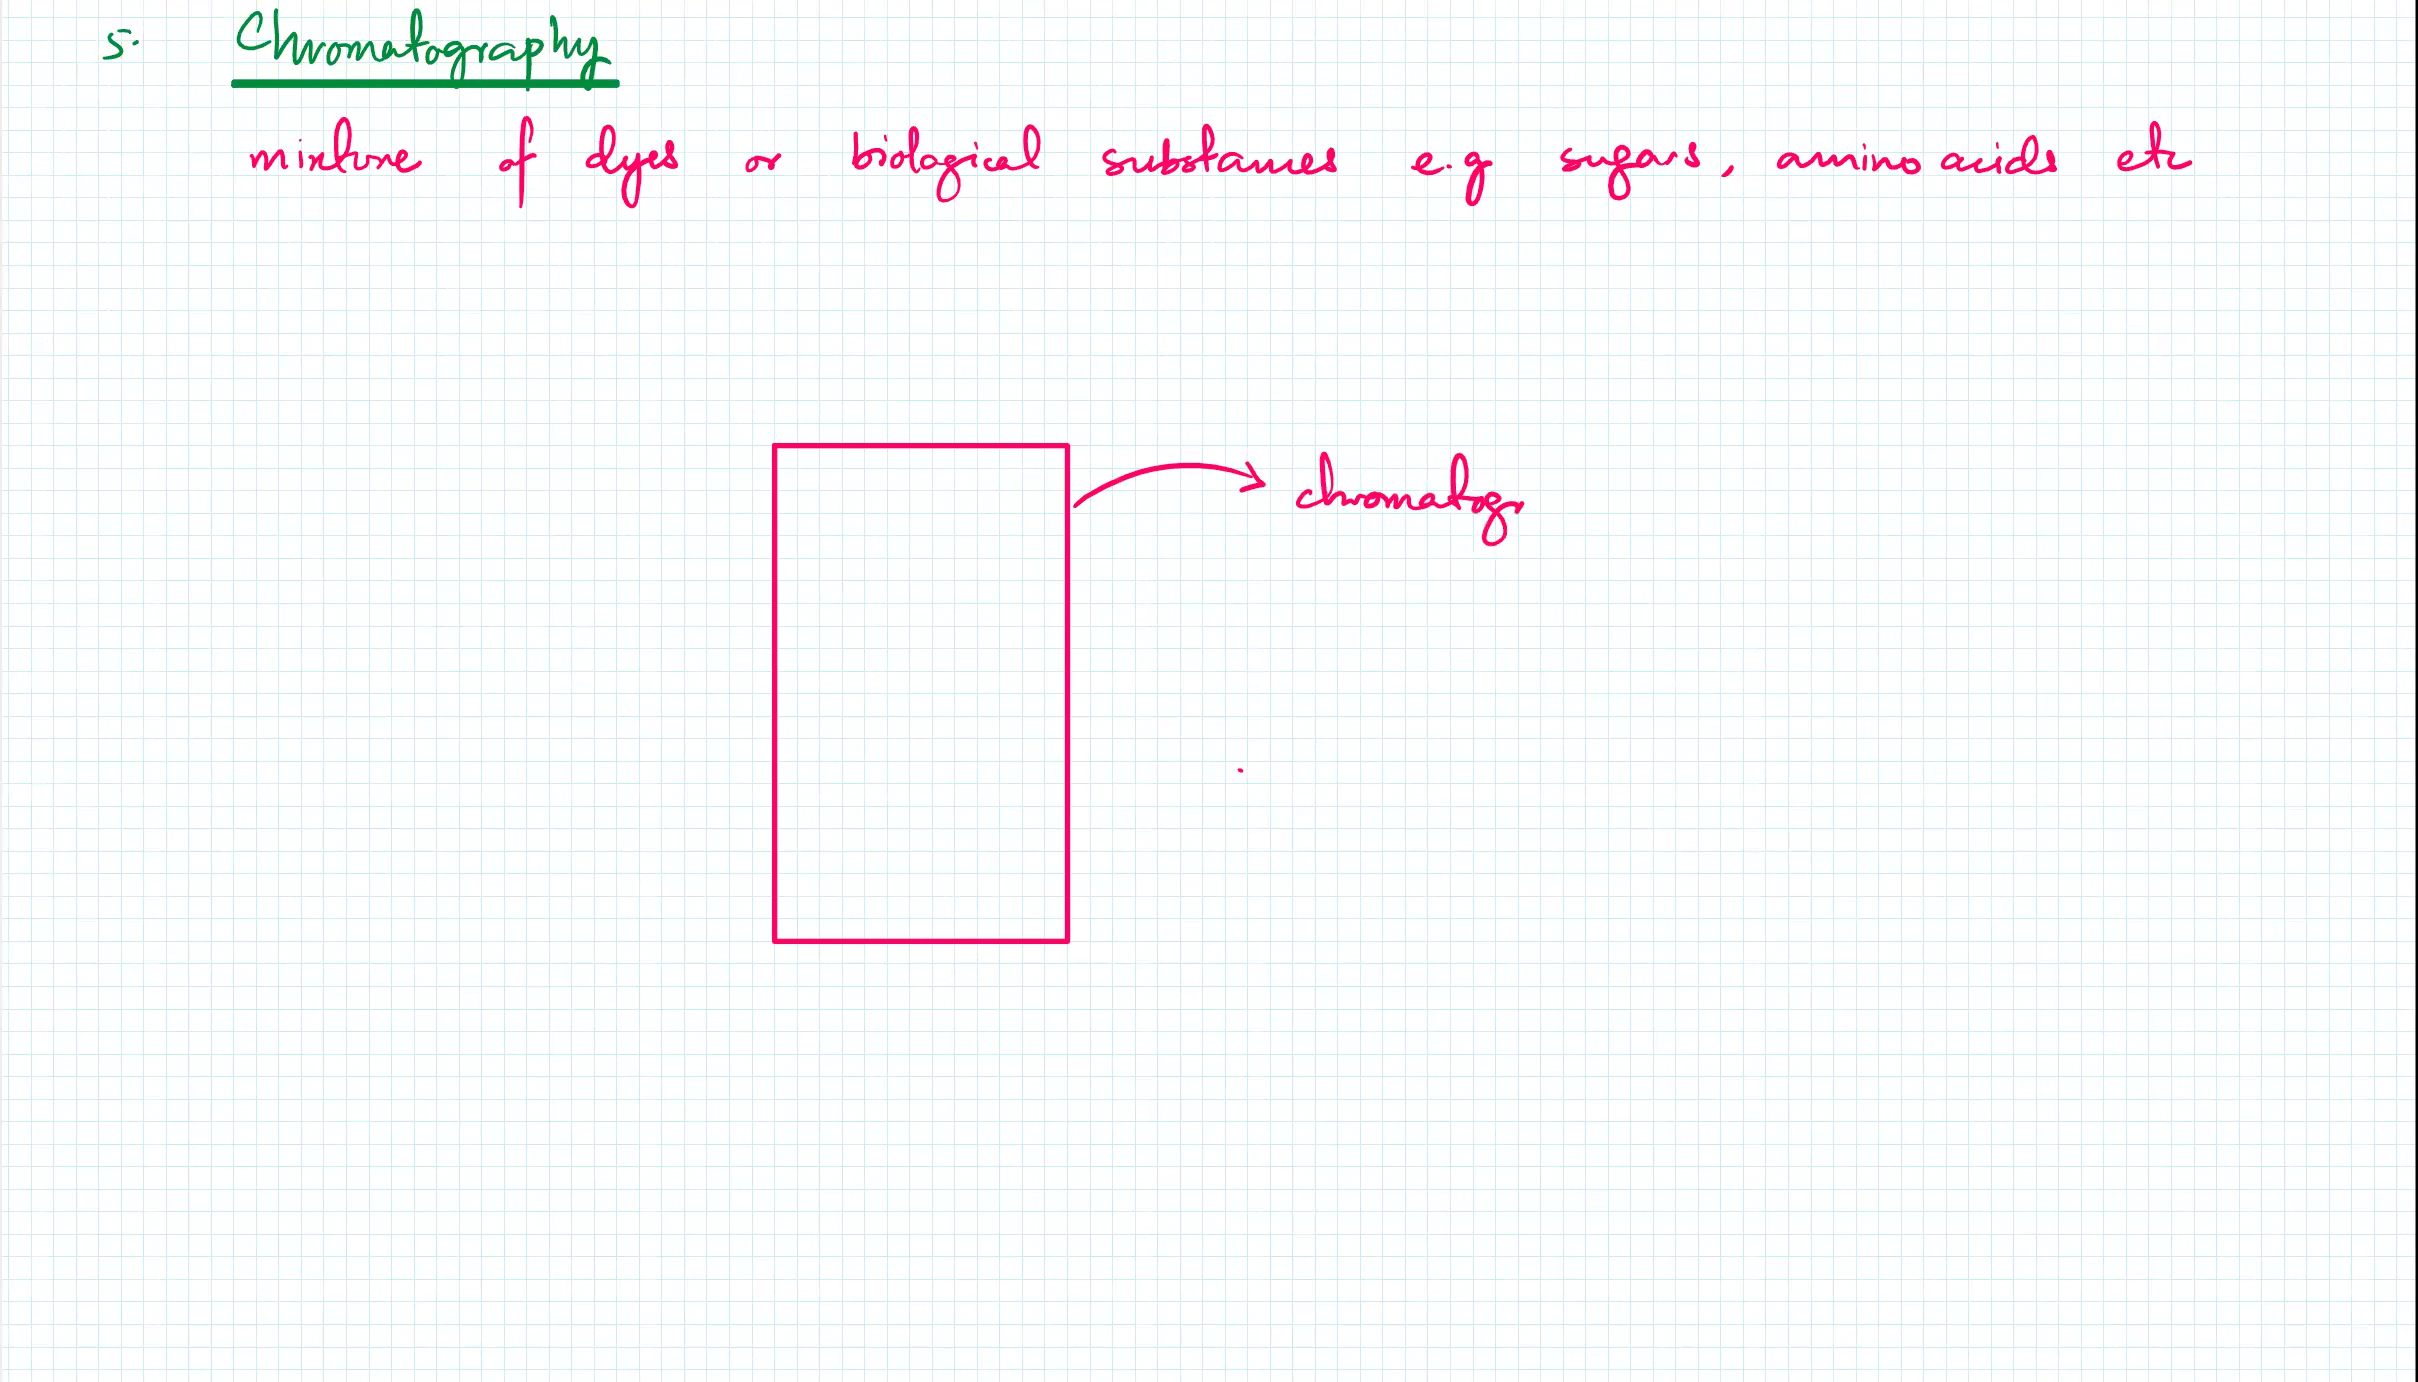 5. Chromatography
mixture of dyes or biological substances e.g sugars, amino acids etc
chromatogr